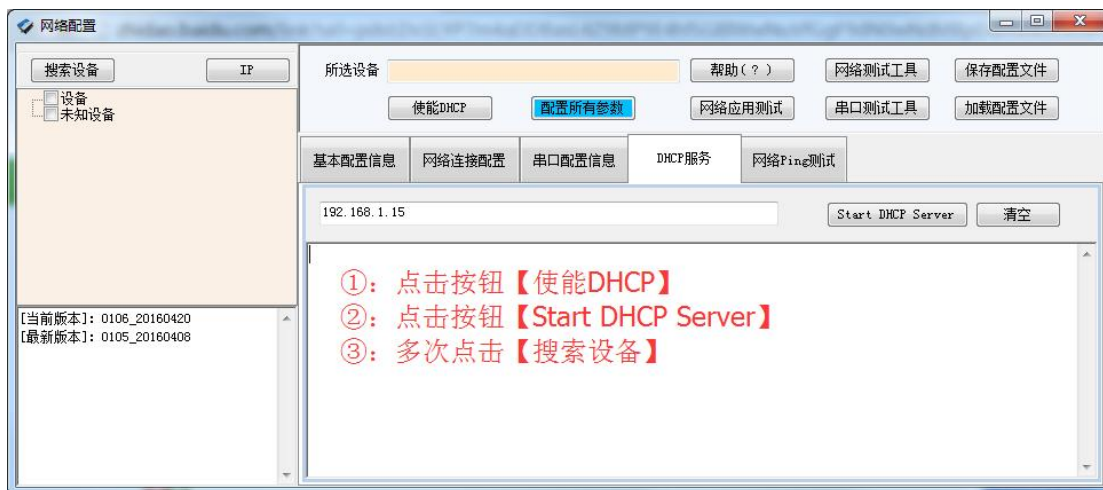 网络配置
搜索设备
IP
设备
未知设备
[当前版本]: 0106_20160420
[最新版本]: 0105_20160408
所选设备
帮助(?)
网络测试工具
保存配置文件
使能DHCP
配置所有参数
网络应用测试
串口测试工具
加载配置文件
基本配置信息
网络连接配置
串口配置信息
DHCP服务
网络Ping测试
192.168.1.15
Start DHCP Server
清空
①：点击按钮【使能DHCP】
②：点击按钮【Start DHCP Server】
③：多次点击【搜索设备】